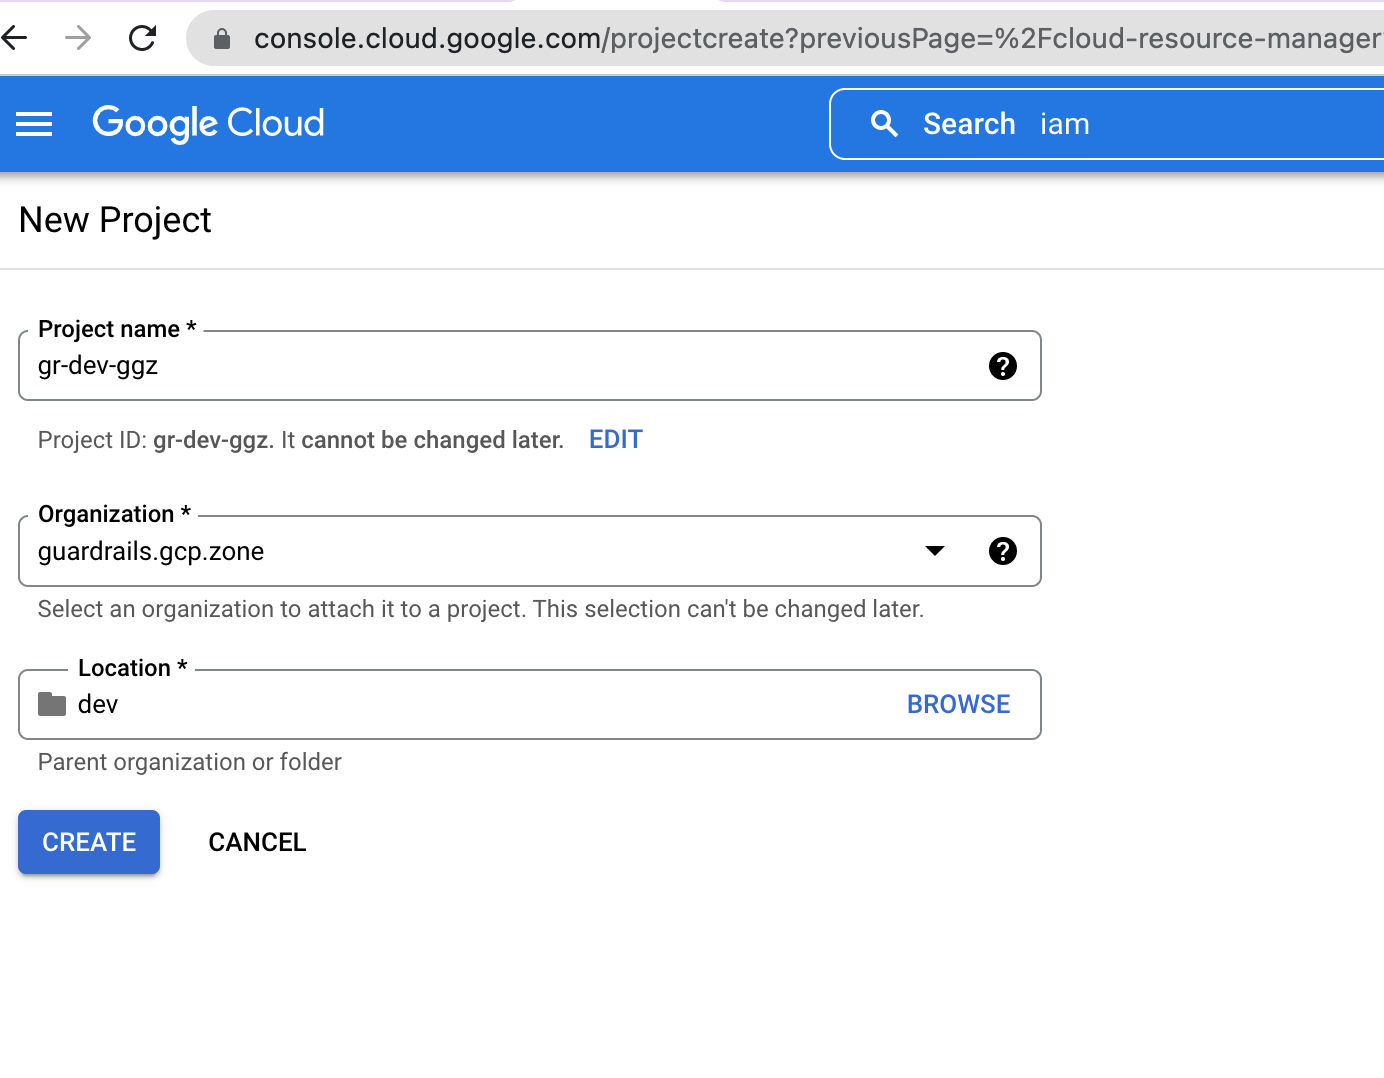 console.cloud.google.com/projectcreate?previousPage=%2Fcloud-resource-manager
Google Cloud
Search iam
New Project
Project name *
gr-dev-ggz
Project ID: gr-dev-ggz. It cannot be changed later. EDIT
Organization *
guardrails.gcp.zone
Select an organization to attach it to a project. This selection can't be changed later.
Location *
dev BROWSE
Parent organization or folder
CREATE CANCEL